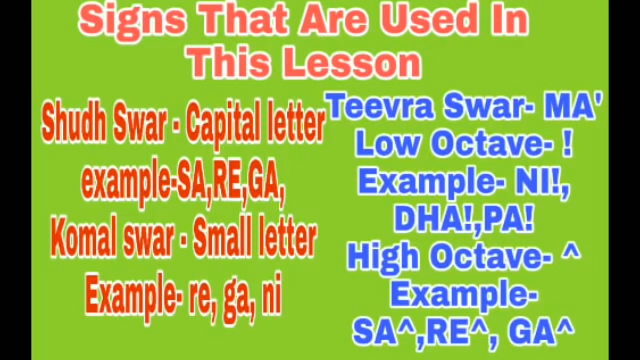 Signs That Are Used In
This Lesson
Shudh Swar - Capital letter
example-SA,RE,GA,
Komal swar - Small letter
Example- re, ga, ni
Teevra Swar- MA'
Low Octave- !
Example- NI!,
DHA!,PA!
High Octave- ^
Example-
SA^,RE^, GA^